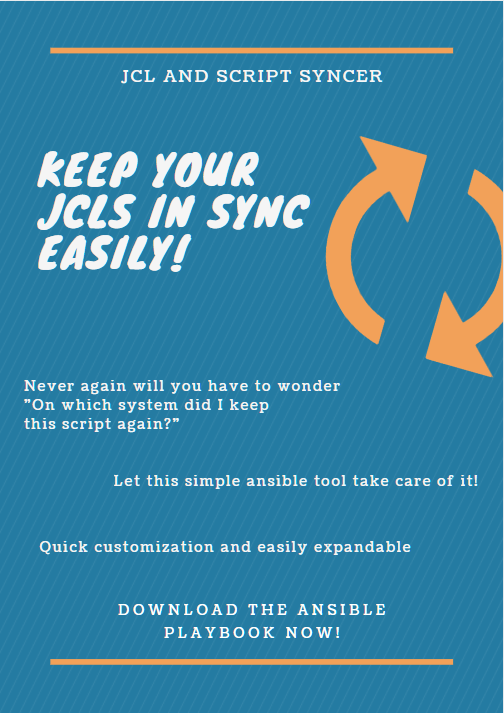 JCL AND SCRIPT SYNCER
KEEP YOUR
JCLS IN SYNC
EASILY!
Never again will you have to wonder
"On which system did I keep
this script again?"
Let this simple ansible tool take care of it!
Quick customization and easily expandable
DOWNLOAD THE ANSIBLE
PLAYBOOK NOW!